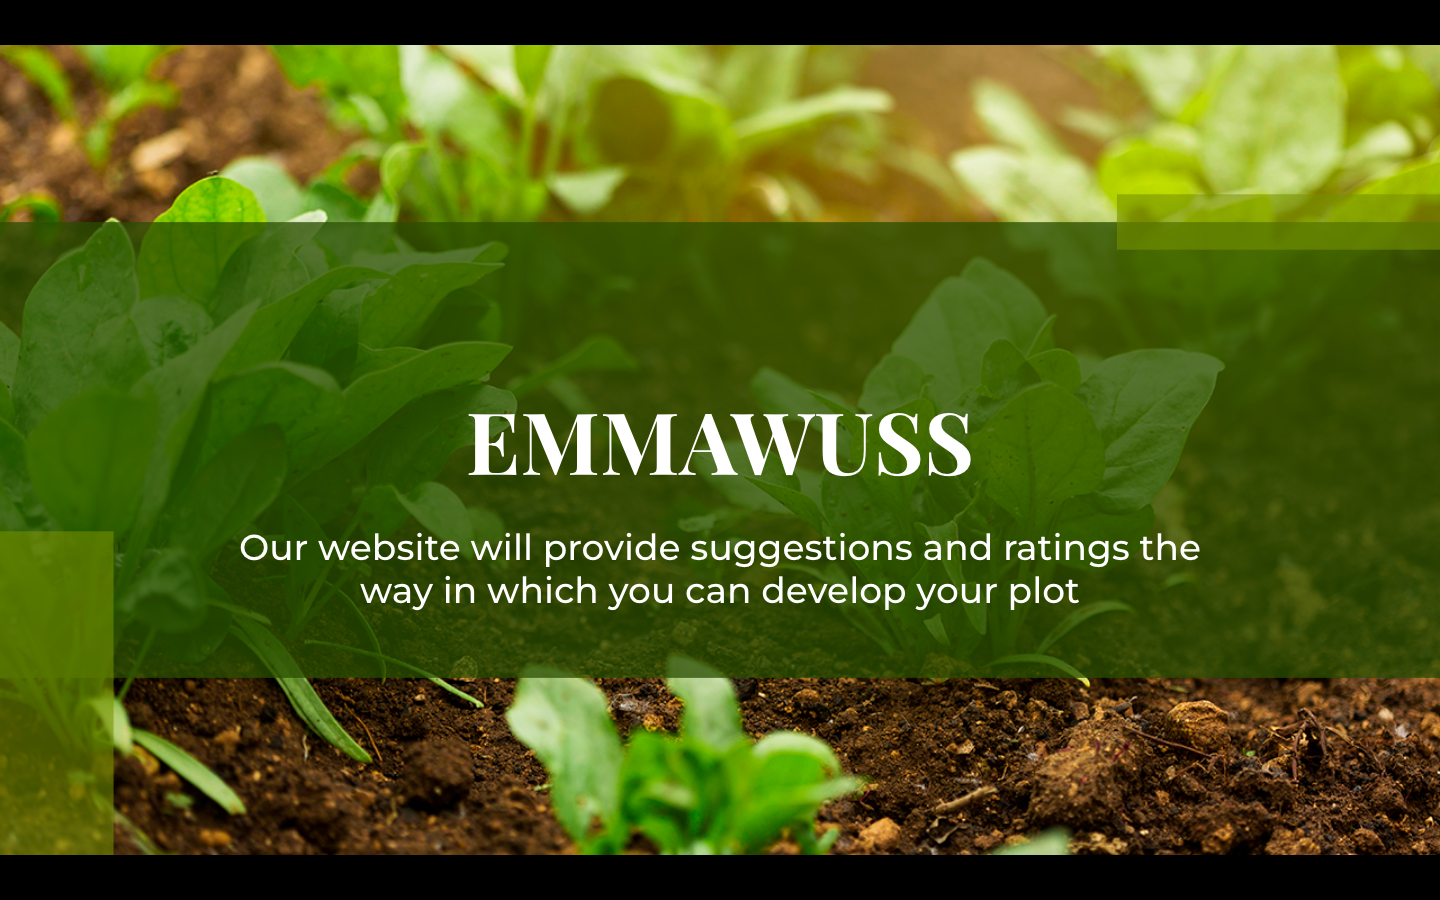 EMMAWUSS
Our website will provide suggestions and ratings the
way in which you can develop your plot